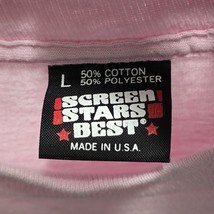 L 50% COTTON
50% POLYESTER
SCREEN
STARS
BEST®
MADE IN U.S.A.